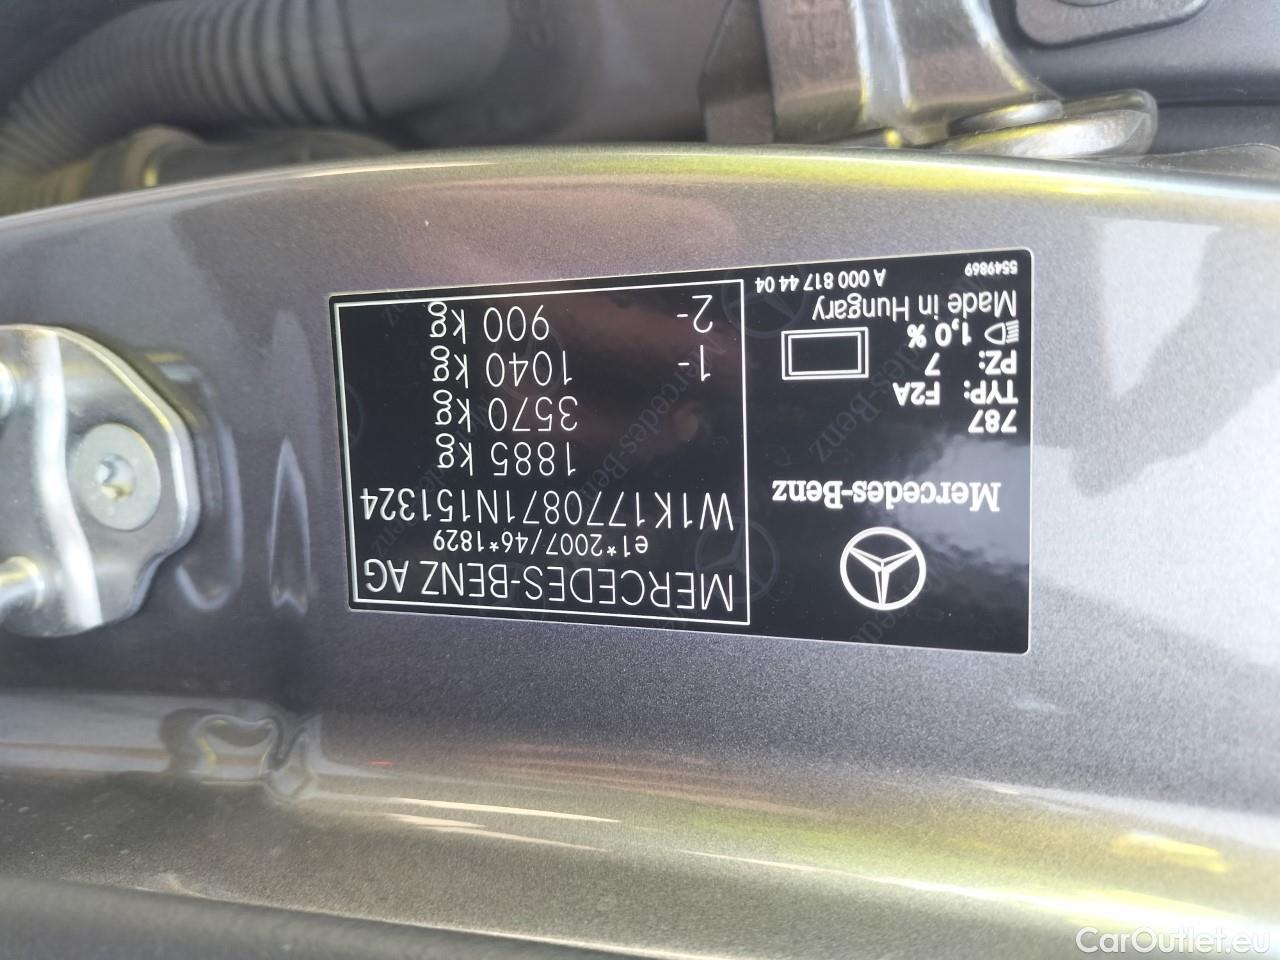 MERCEDES-BENZ AG
e1*2007/46*1829
W1K1770871N151324
1885 kg
3570 kg
1- 1040 kg
2- 900 kg
Mercedes-Benz
787
TYP: F2A
PZ: 7
1,0 %
Made in Hungary
A 000 817 44 04
5549869
CarOutlet.eu